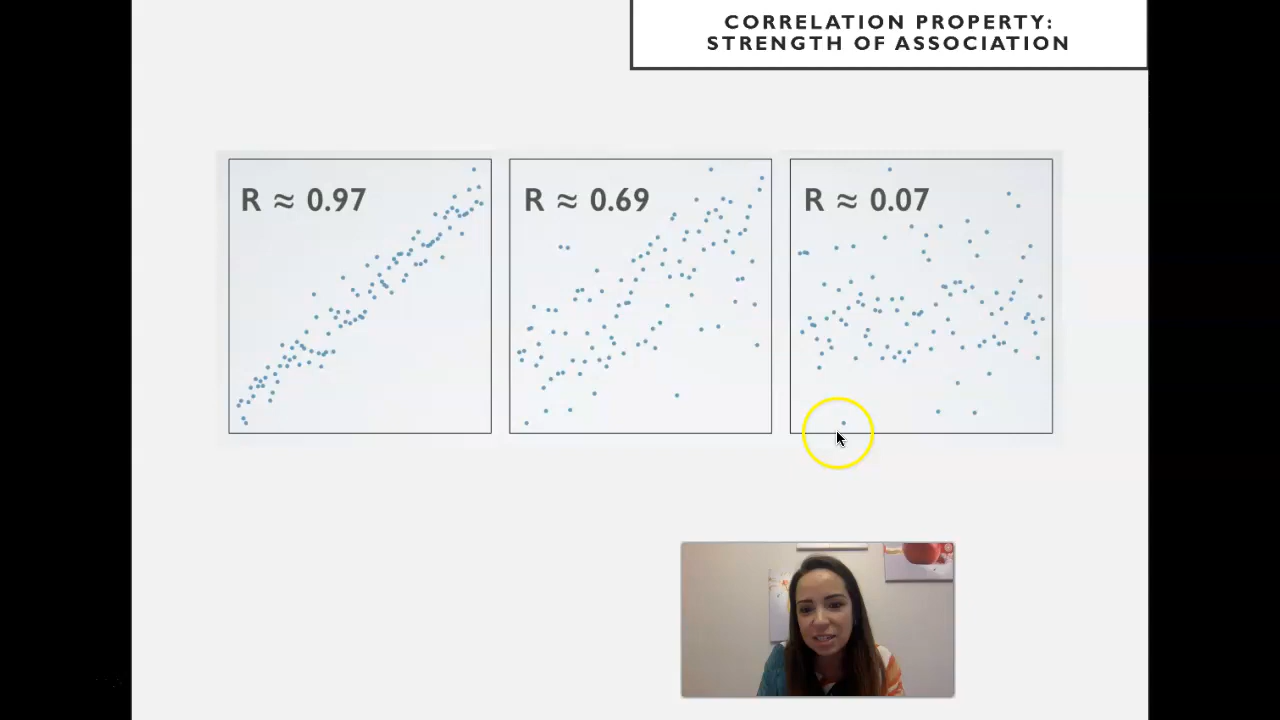 CORRELATION PROPERTY:
STRENGTH OF ASSOCIATION
R ≈ 0.97
R ≈ 0.69
R ≈ 0.07